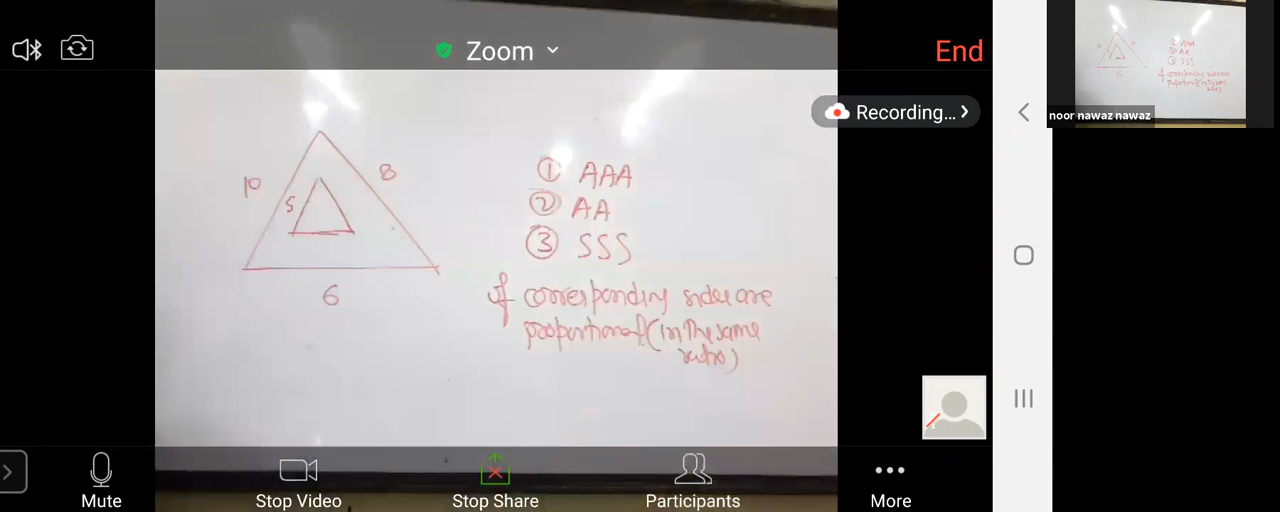 Zoom
End
Recording...
noor nawaz nawaz
10
8
5
6
① AAA
② AA
③ SSS
if corresponding sides are
proportional (in the same
ratio)
Mute
Stop Video
Stop Share
Participants
More